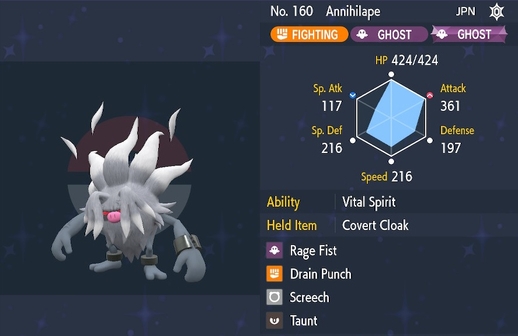 No. 160 Annihilape JPN
FIGHTING GHOST GHOST
HP 424/424
Sp. Atk Attack
117 361
Sp. Def Defense
216 197
Speed 216
Ability Vital Spirit
Held Item Covert Cloak
Rage Fist
Drain Punch
Screech
Taunt